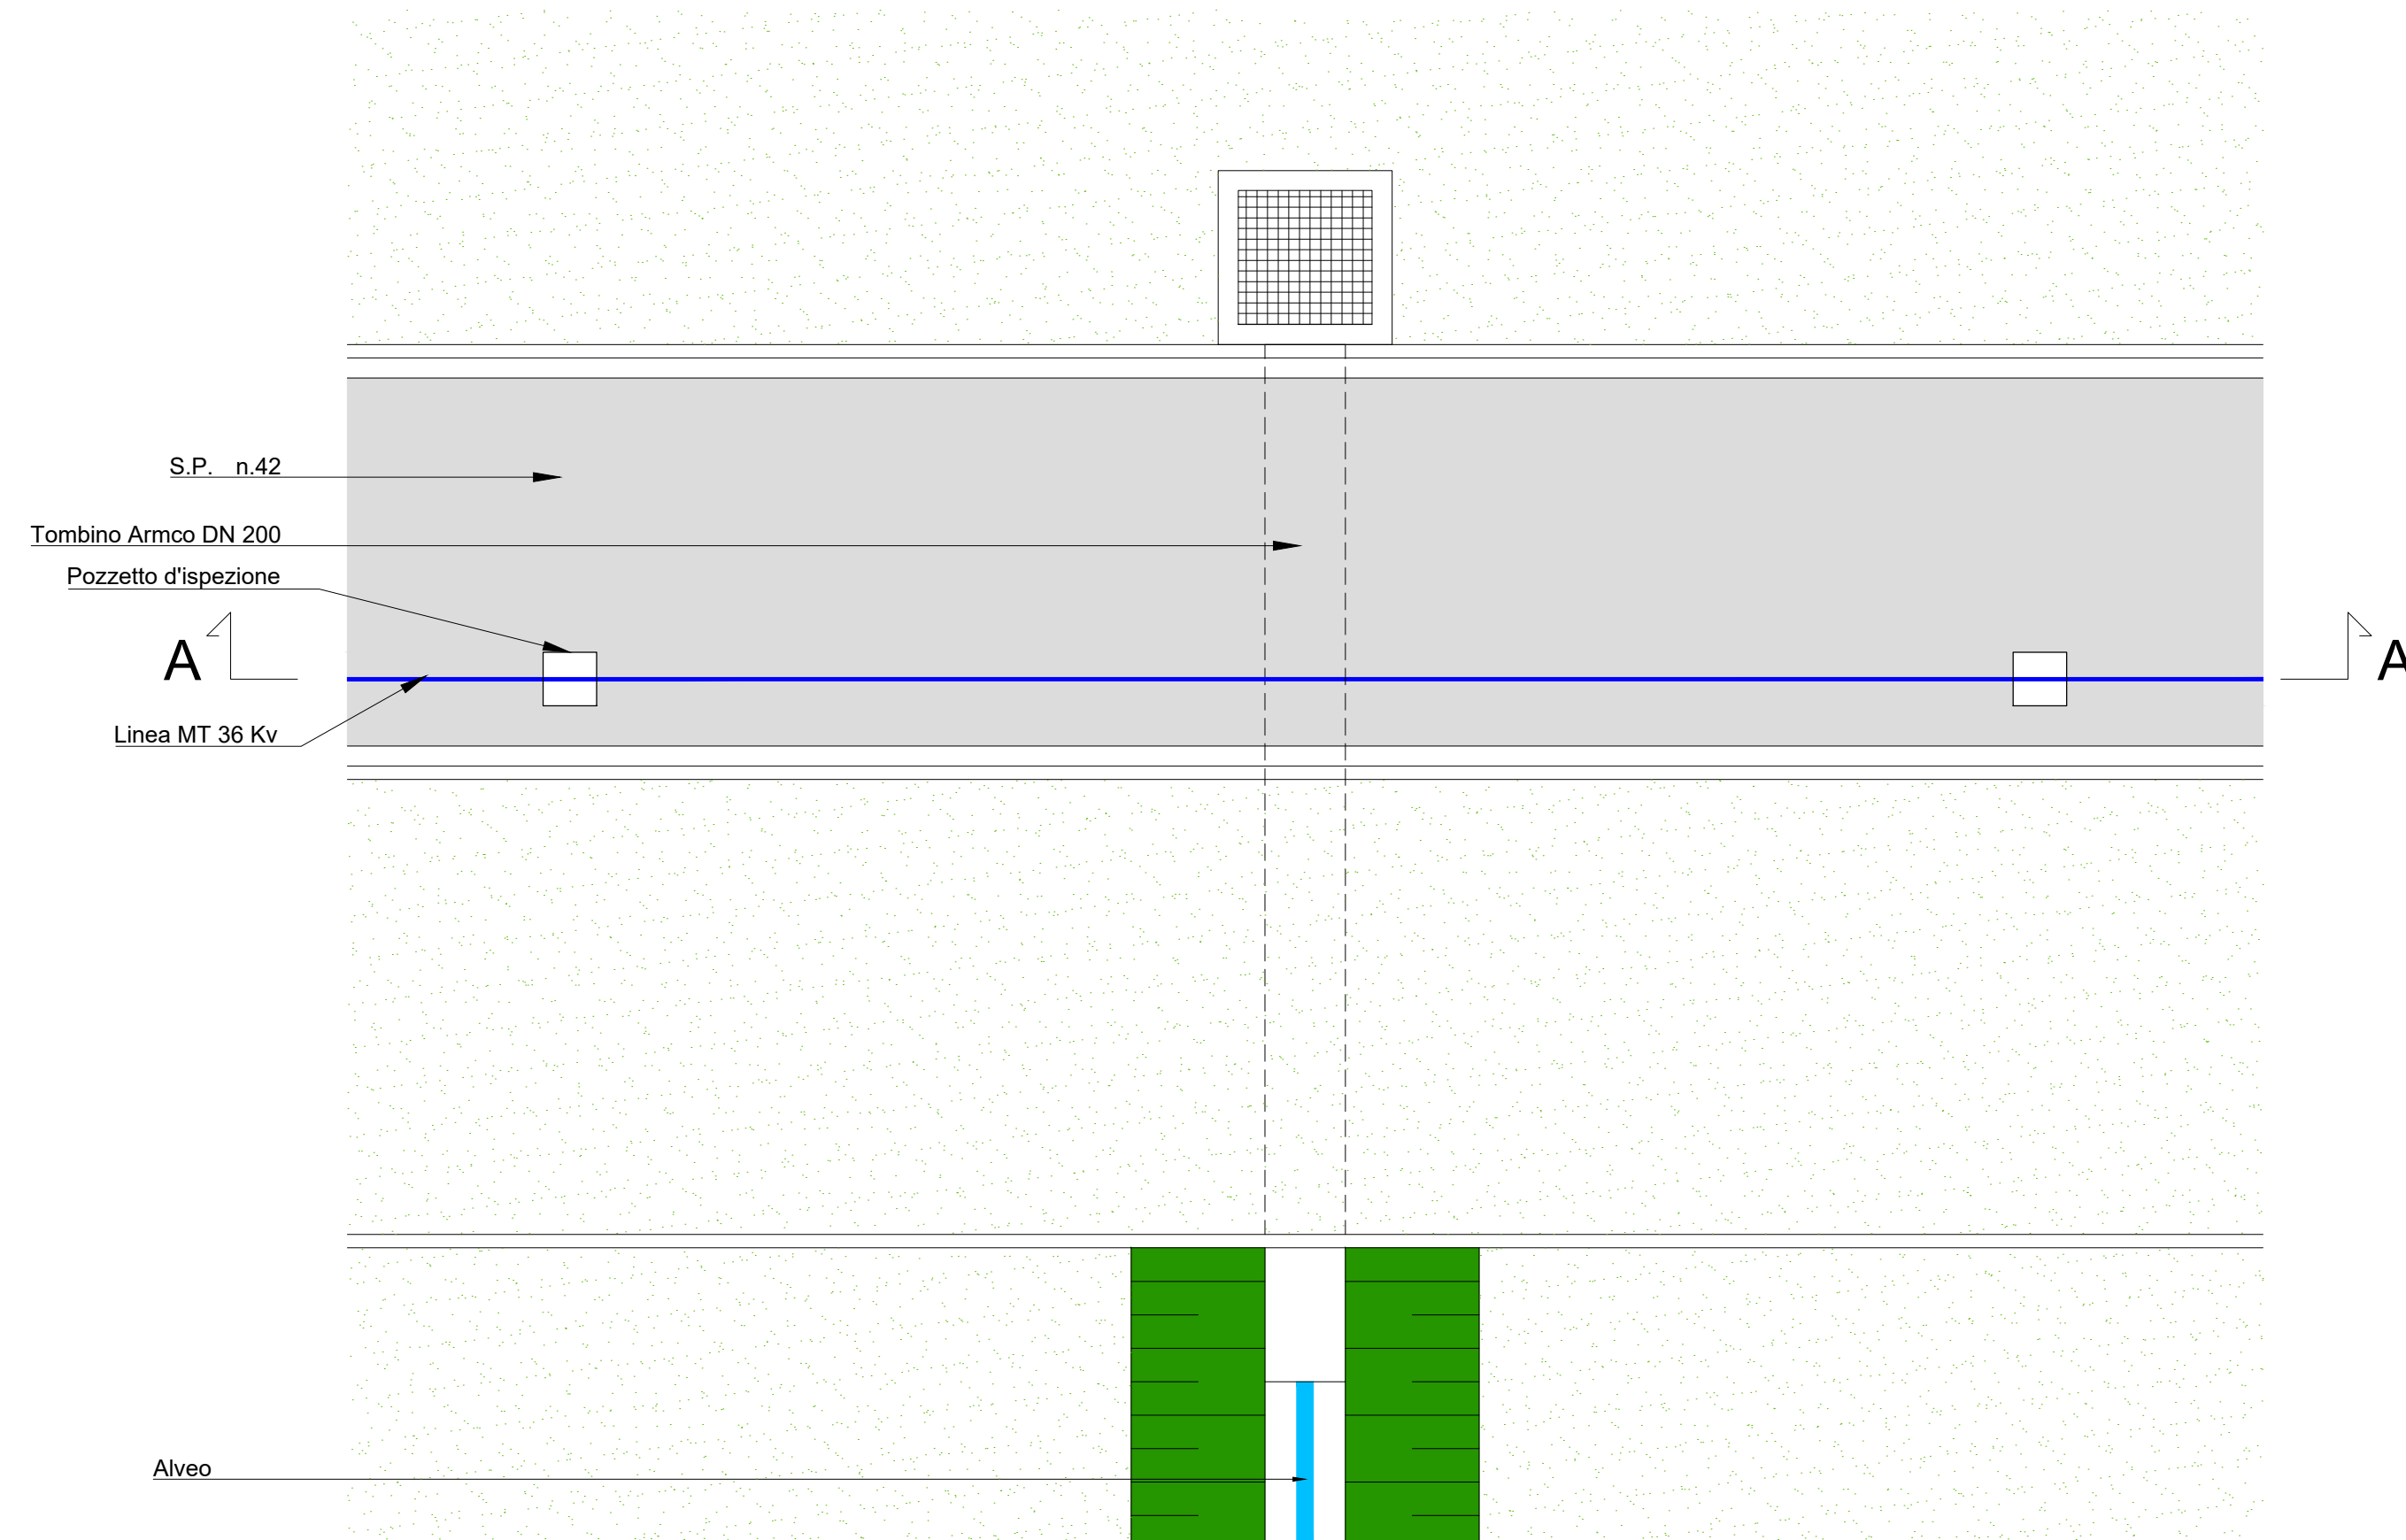 S.P. n.42
Tombino Armco DN 200
Pozzetto d'ispezione
A A
Linea MT 36 Kv
Alveo